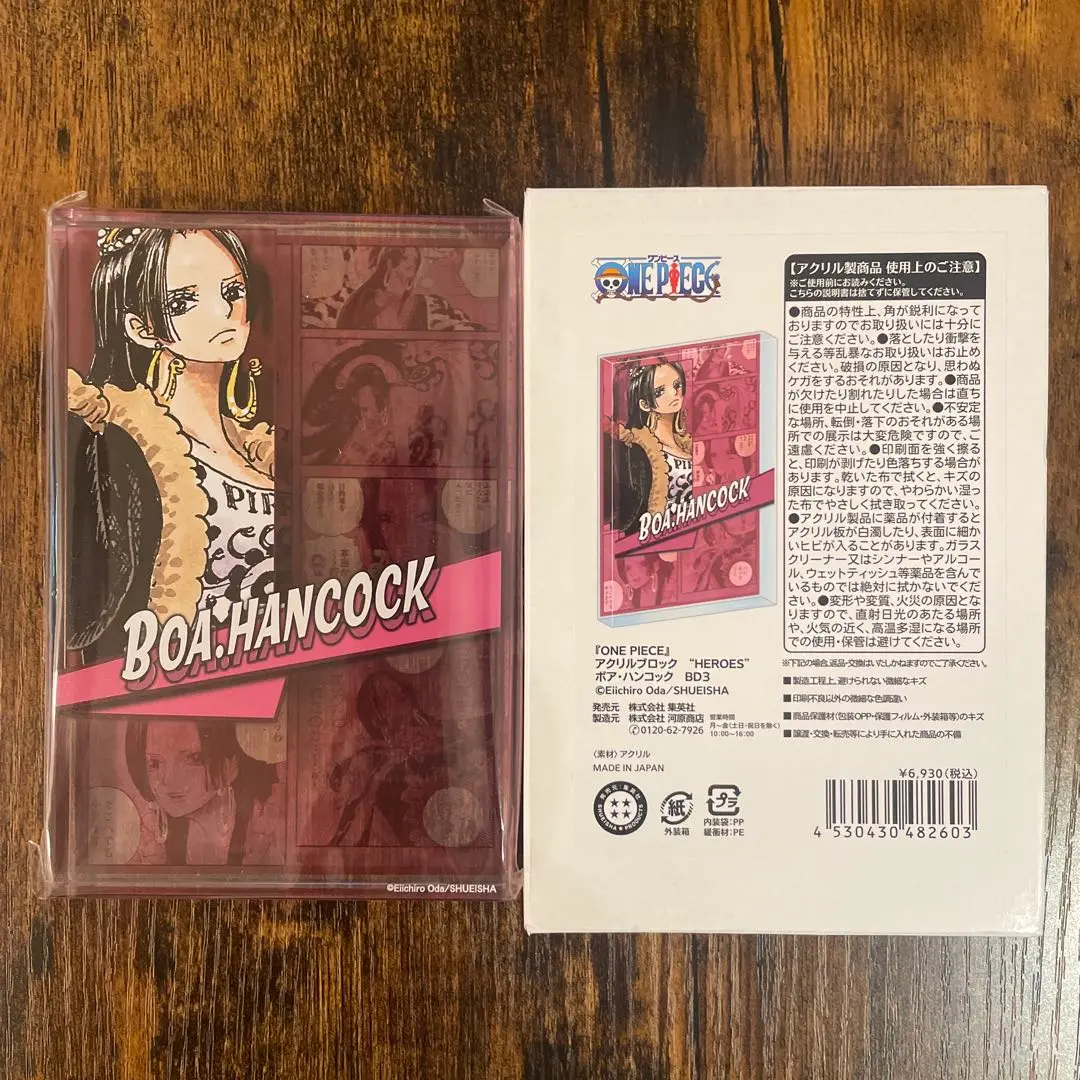 PI
BOA.HANCOCK
©Eiichiro Oda/SHUEISHA
ワンピース
ONE PIECE
PI
BOA.HANCOCK
『ONE PIECE』
アクリルブロック “HEROES”
ボア・ハンコック BD3
©Eiichiro Oda/SHUEISHA
発売元 株式会社 集英社
製造元 株式会社 河原商店
営業時間
月〜金(土・日・祝日を除く)
10:00〜16:00
0120-62-7926
〈素材〉アクリル
MADE IN JAPAN
発売元:集英社
SHUEISHA PRODUCTS
紙
外装箱
プラ
内装袋:PP
緩衝材:PE
【アクリル製商品 使用上のご注意】
※ご使用前にお読みください。
こちらの説明書は捨てずに保管してください。
●商品の特性上、角が鋭利になって
おりますのでお取り扱いには十分に
ご注意ください。●落としたり衝撃を
与える等乱暴なお取り扱いはお止め
ください。破損の原因となり、思わぬ
ケガをするおそれがあります。●商品
が欠けたり割れたりした場合は直ち
に使用を中止してください。●不安定
な場所、転倒・落下のおそれがある場
所での展示は大変危険ですので、ご
遠慮ください。●印刷面を強く擦る
と、印刷が剥げたり色落ちする場合が
あります。乾いた布で拭くと、キズの
原因になりますので、やわらかい湿っ
た布でやさしく拭き取ってください。
●アクリル製品に薬品が付着すると
アクリル板が白濁したり、表面に細か
いヒビが入ることがあります。ガラス
クリーナー又はシンナーやアルコー
ル、ウェットティッシュ等薬品を含んで
いるものでは絶対に拭かないでくだ
さい。●変形や変質、火災の原因とな
りますので、直射日光のあたる場所
や、火気の近く、高温多湿になる場所
での使用・保管は避けてください。
※下記の場合、返品・交換はいたしかねますのでご了承ください。
■製造工程上、避けられない微細なキズ
■印刷不良以外の微細な色調違い
■商品保護材(包装OPP・保護フィルム・外装箱等)のキズ
■譲渡・交換・転売等により手に入れた商品の不備
¥6,930(税込)
4 530430 482603